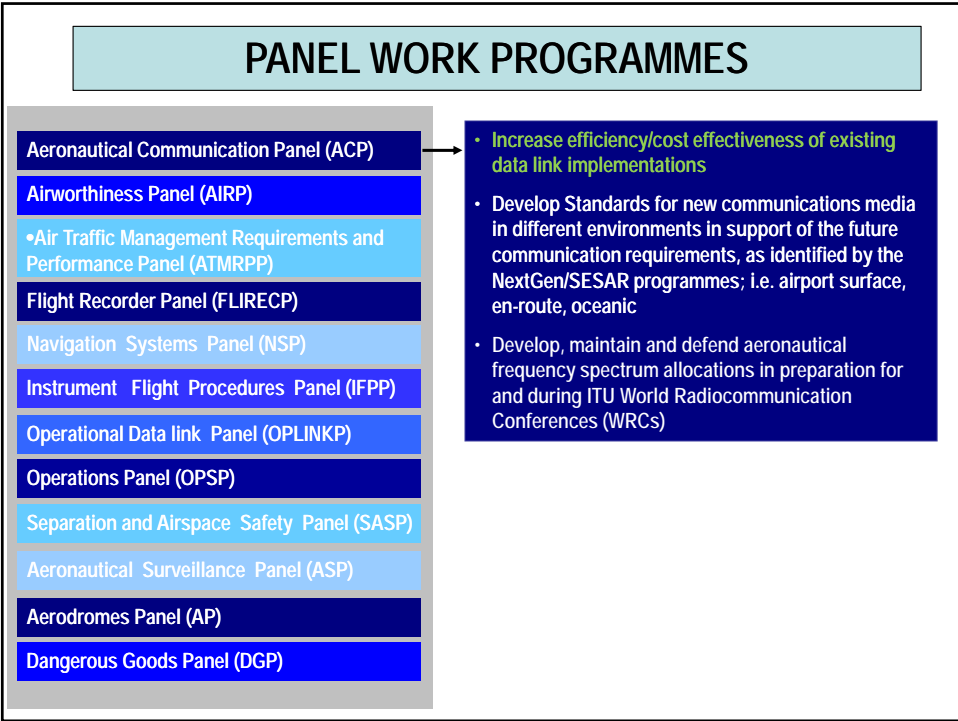 PANEL WORK PROGRAMMES
Aeronautical Communication Panel (ACP)
Airworthiness Panel (AIRP)
•Air Traffic Management Requirements and
Performance Panel (ATMRPP)
Flight Recorder Panel (FLIRECP)
Navigation Systems Panel (NSP)
Instrument Flight Procedures Panel (IFPP)
Operational Data link Panel (OPLINKP)
Operations Panel (OPSP)
Separation and Airspace Safety Panel (SASP)
Aeronautical Surveillance Panel (ASP)
Aerodromes Panel (AP)
Dangerous Goods Panel (DGP)
• Increase efficiency/cost effectiveness of existing
data link implementations
• Develop Standards for new communications media
in different environments in support of the future
communication requirements, as identified by the
NextGen/SESAR programmes; i.e. airport surface,
en-route, oceanic
• Develop, maintain and defend aeronautical
frequency spectrum allocations in preparation for
and during ITU World Radiocommunication
Conferences (WRCs)